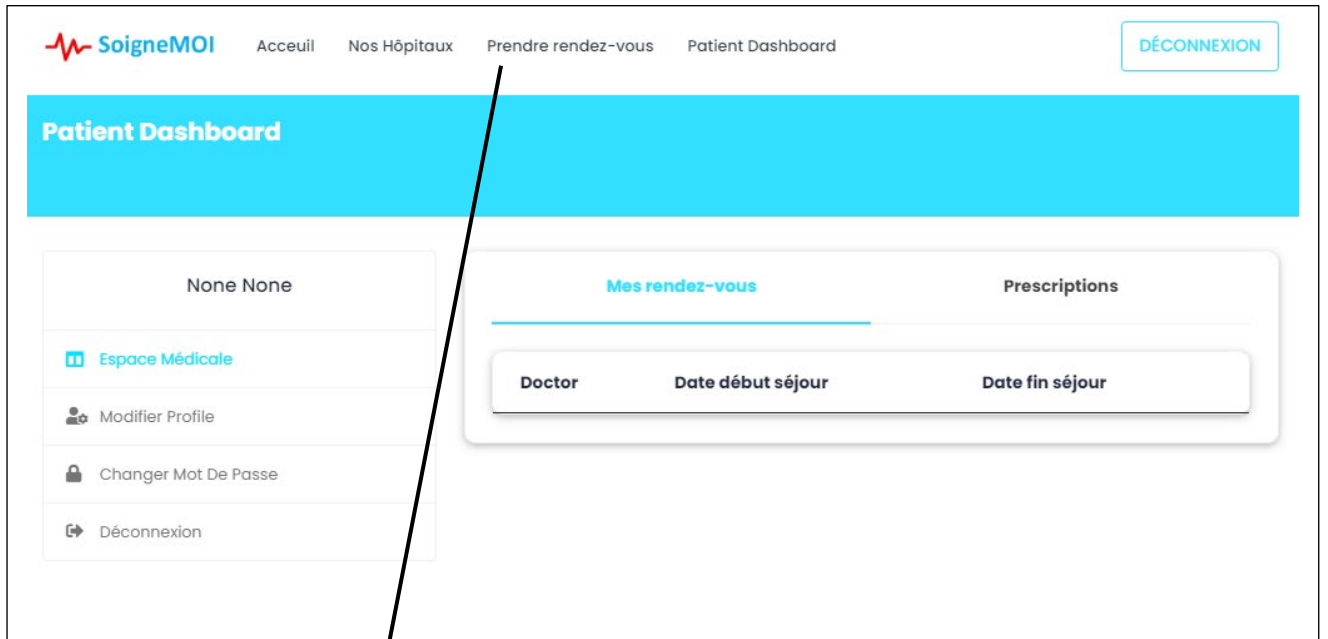 SoigneMOI Acceuil Nos Hôpitaux Prendre rendez-vous Patient Dashboard DÉCONNEXION
Patient Dashboard
None None
Espace Médicale
Modifier Profile
Changer Mot De Passe
Déconnexion
Mes rendez-vous Prescriptions
Doctor Date début séjour Date fin séjour